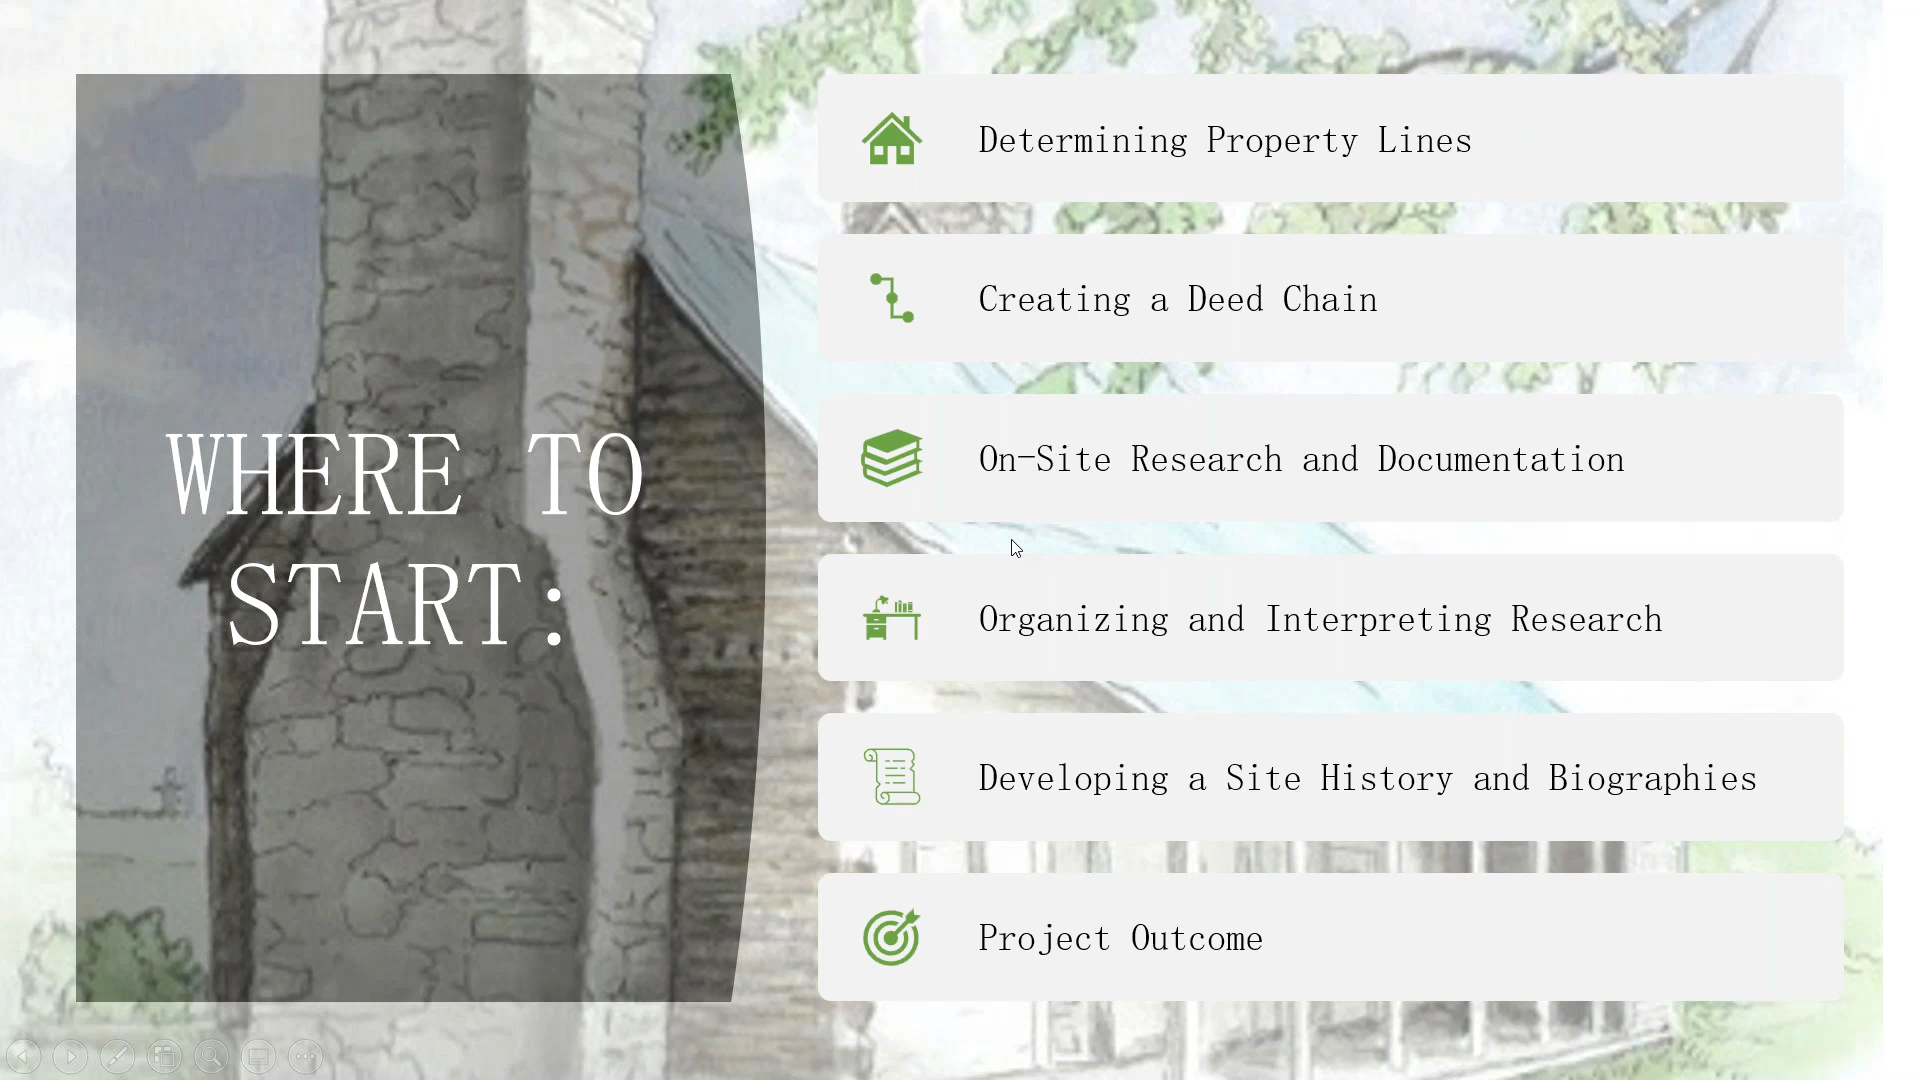 WHERE TO
START:
Determining Property Lines
Creating a Deed Chain
On-Site Research and Documentation
Organizing and Interpreting Research
Developing a Site History and Biographies
Project Outcome